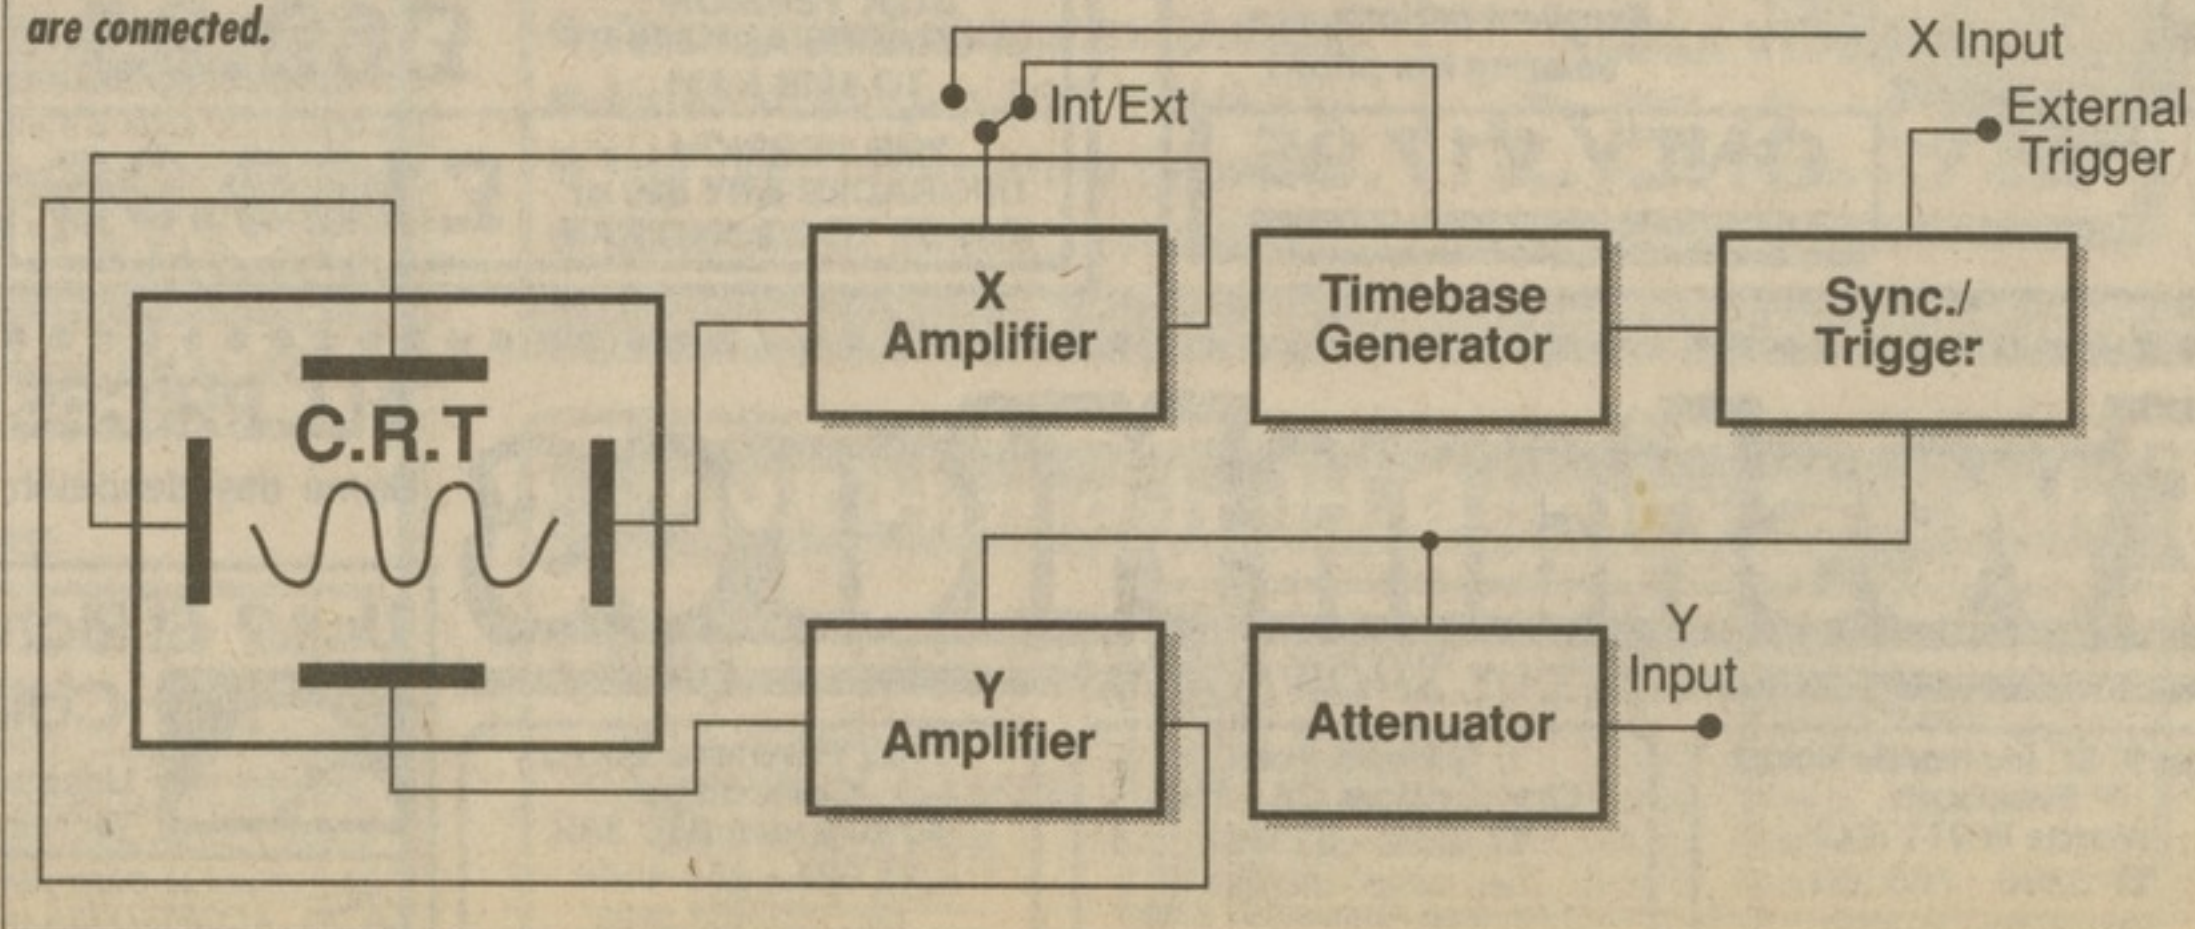 are connected.
X Input
Int/Ext
External
Trigger
X
Amplifier
Timebase
Generator
Sync./
Trigger
C.R.T
Y
Amplifier
Attenuator
Y
Input